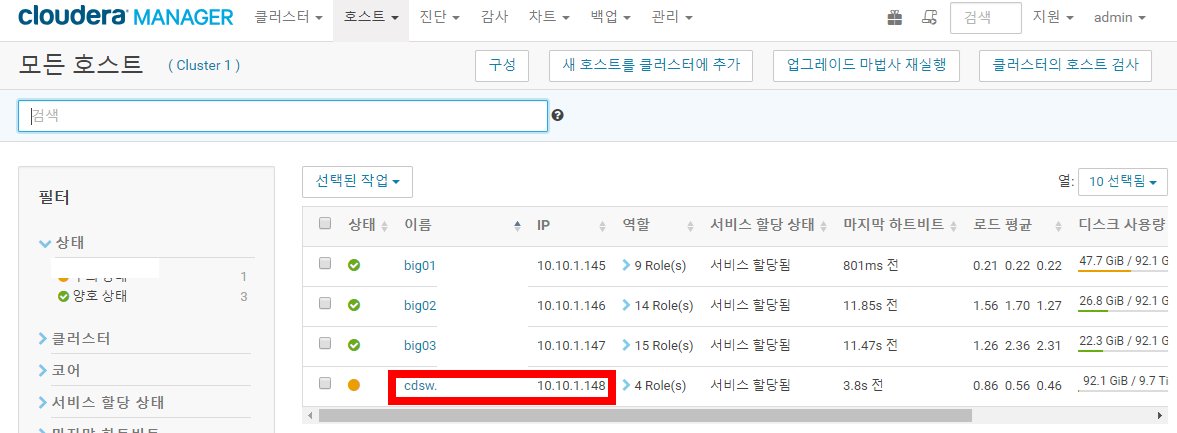 cloudera MANAGER 클러스터 호스트 진단 감사 차트 백업 관리 검색 지원 admin
모든 호스트 ( Cluster 1 ) 구성 새 호스트를 클러스터에 추가 업그레이드 마법사 재실행 클러스터의 호스트 검사
검색
필터
상태
1
양호 상태 3
클러스터
코어
서비스 할당 상태
마지막 하트비트
선택된 작업 열: 10 선택됨
상태 이름 IP 역할 서비스 할당 상태 마지막 하트비트 로드 평균 디스크 사용량
big01 10.10.1.145 9 Role(s) 서비스 할당됨 801ms 전 0.21 0.22 0.22 47.7 GiB / 92.1 G
big02 10.10.1.146 14 Role(s) 서비스 할당됨 11.85s 전 1.56 1.70 1.27 26.8 GiB / 92.1 G
big03 10.10.1.147 15 Role(s) 서비스 할당됨 11.47s 전 1.26 2.36 2.31 22.3 GiB / 92.1 G
cdsw. 10.10.1.148 4 Role(s) 서비스 할당됨 3.8s 전 0.86 0.56 0.46 92.1 GiB / 9.7 Ti